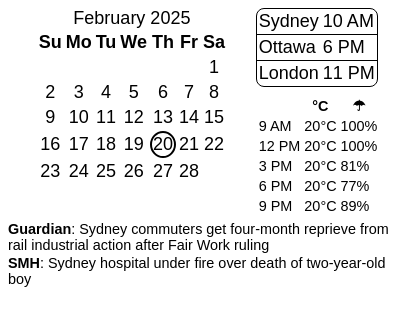 February 2025
Su Mo Tu We Th Fr Sa
1
2 3 4 5 6 7 8
9 10 11 12 13 14 15
16 17 18 19 20 21 22
23 24 25 26 27 28
Sydney 10 AM
Ottawa 6 PM
London 11 PM
°C ☂
9 AM 20°C 100%
12 PM 20°C 100%
3 PM 20°C 81%
6 PM 20°C 77%
9 PM 20°C 89%
Guardian: Sydney commuters get four-month reprieve from
rail industrial action after Fair Work ruling
SMH: Sydney hospital under fire over death of two-year-old
boy